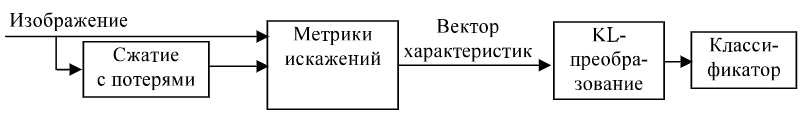 Изображение
Сжатие
с потерями
Метрики
искажений
Вектор
характеристик
KL-
преобра-
зование
Класси-
фикатор